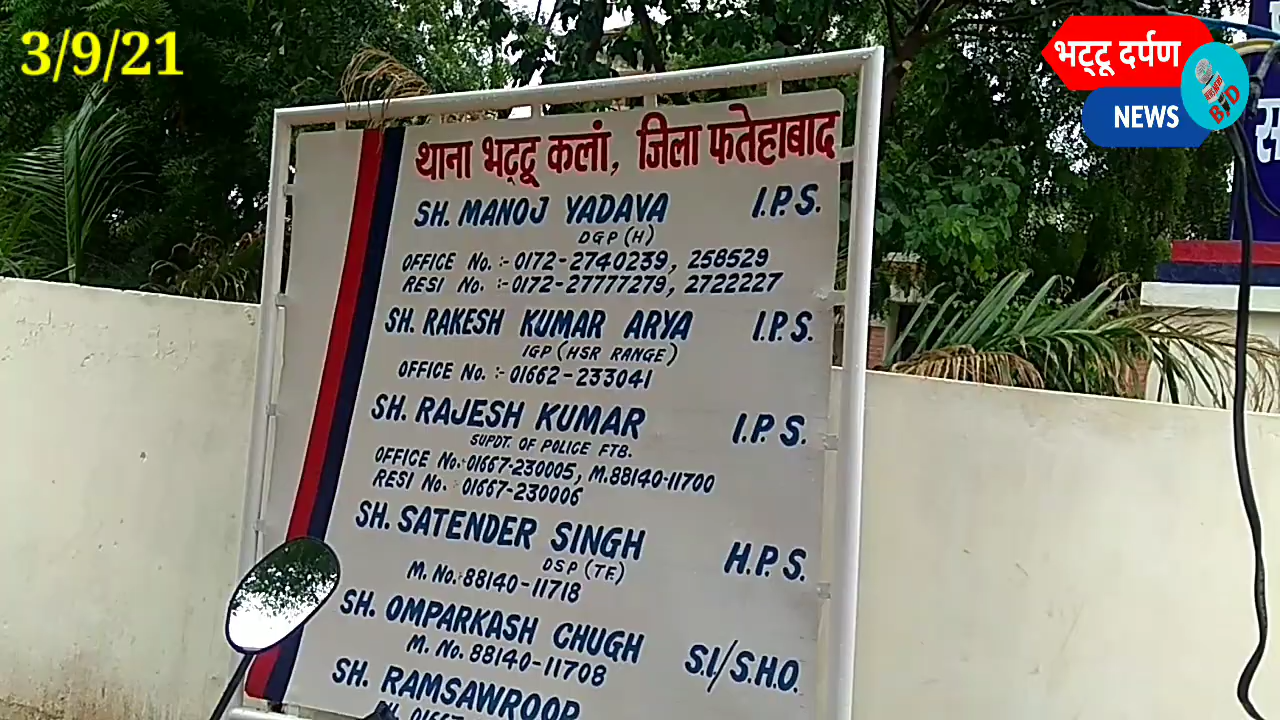 3/9/21
भट्टू दर्पण
NEWS
BJD
थाना भट्टू कलां, जिला फतेहाबाद
SH. MANOJ YADAVA I.P.S.
DGP (H)
OFFICE No. :- 0172-2740239, 258529
RESI No. :- 0172-27777279, 2722227
SH. RAKESH KUMAR ARYA I.P.S.
IGP (HSR RANGE)
OFFICE No. :- 01662-233041
SH. RAJESH KUMAR I.P.S.
SUPDT. OF POLICE FTB.
OFFICE No. 01667-230005, M.88140-11700
RESI No. 01667-230006
SH. SATENDER SINGH H.P.S.
DSP (TF.)
M. No. 88140-11718
SH. OMPARKASH CHUGH S.I/S.H.O.
M. No. 88140-11708
SH. RAMSAWROOP